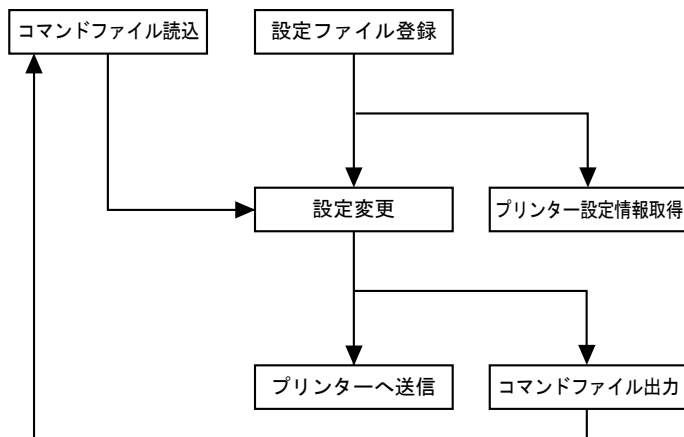 コマンドファイル読込
設定ファイル登録
設定変更
プリンター設定情報取得
プリンターへ送信
コマンドファイル出力